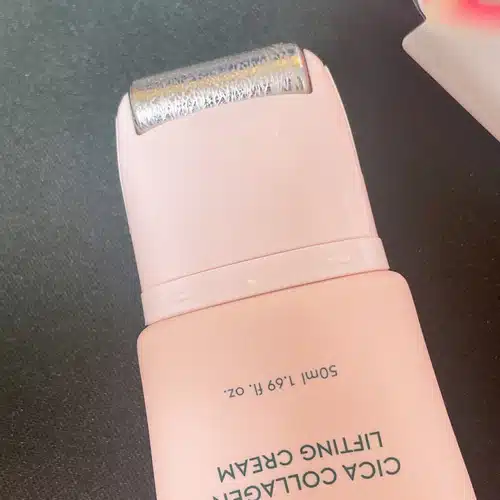 CICA COLLAGEN
LIFTING CREAM
50ml 1.69 fl. oz.